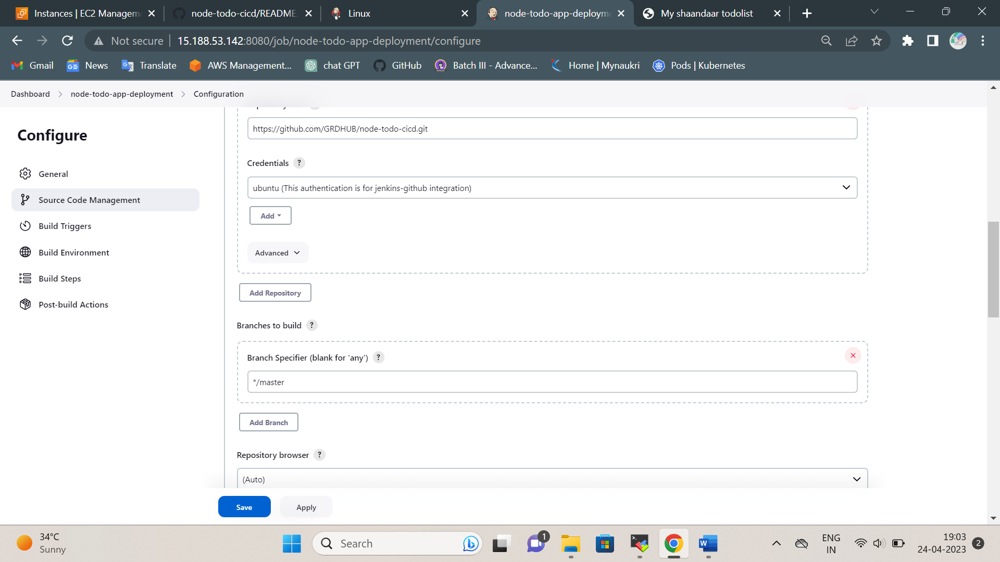 Instances | EC2 Managem
node-todo-cicd/README.
Linux
node-todo-app-deploym
My shaandaar todolist
Not secure
15.188.53.142:8080/job/node-todo-app-deployment/configure
Gmail
News
Translate
AWS Management...
chat GPT
GitHub
Batch III - Advance...
Home | Mynaukri
Pods | Kubernetes
Dashboard
node-todo-app-deployment
Configuration
Configure
General
Source Code Management
Build Triggers
Build Environment
Build Steps
Post-build Actions
https://github.com/GRDHUB/node-todo-cicd.git
Credentials ?
ubuntu (This authentication is for jenkins-github integration)
Add
Advanced
Add Repository
Branches to build ?
Branch Specifier (blank for 'any') ?
*/master
Add Branch
Repository browser ?
(Auto)
Save
Apply
34°C
Sunny
Search
1
W
ENG
IN
19:03
24-04-2023
2